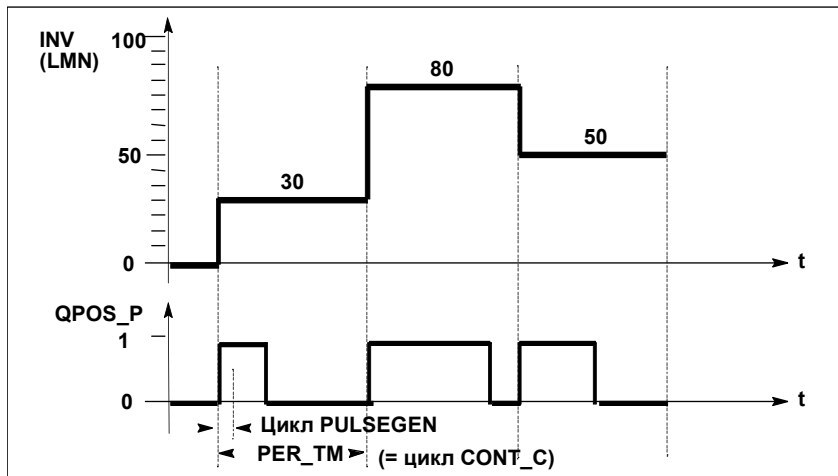 INV
(LMN)
100
80
50
50
30
0
t
QPOS_P
1
0
t
Цикл PULSEGEN
PER_TM
(= цикл CONT_C)